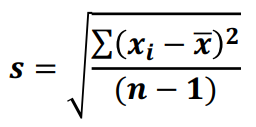 s = √(∑(xᵢ − x̄)² / (n − 1))